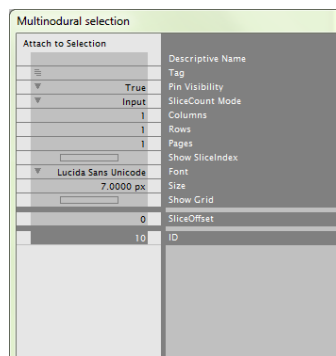 Multinodural selection
Attach to Selection
Descriptive Name
Tag
True Pin Visibility
Input SliceCount Mode
1 Columns
1 Rows
1 Pages
Show SliceIndex
Lucida Sans Unicode Font
7.0000 px Size
Show Grid
0 SliceOffset
10 ID